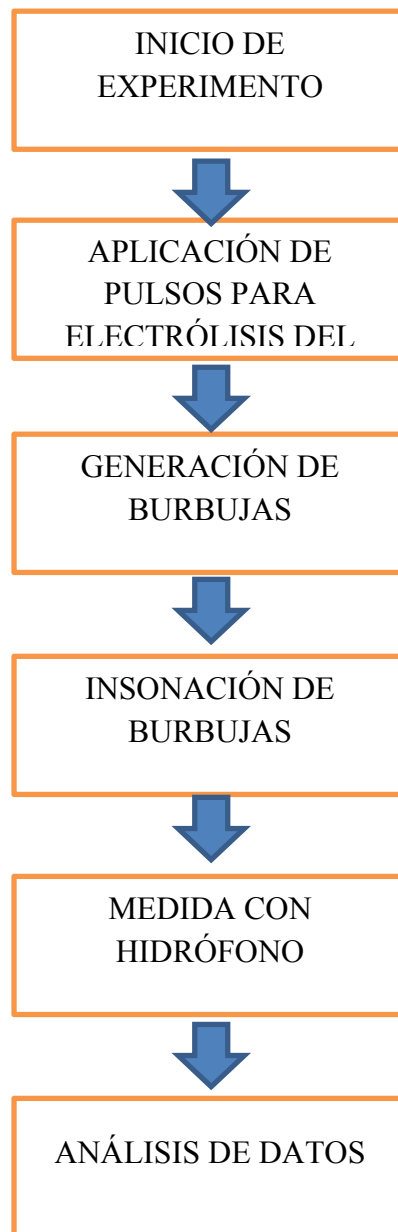 INICIO DE
EXPERIMENTO
APLICACIÓN DE
PULSOS PARA
ELECTRÓLISIS DEL
GENERACIÓN DE
BURBUJAS
INSONACIÓN DE
BURBUJAS
MEDIDA CON
HIDRÓFONO
ANÁLISIS DE DATOS